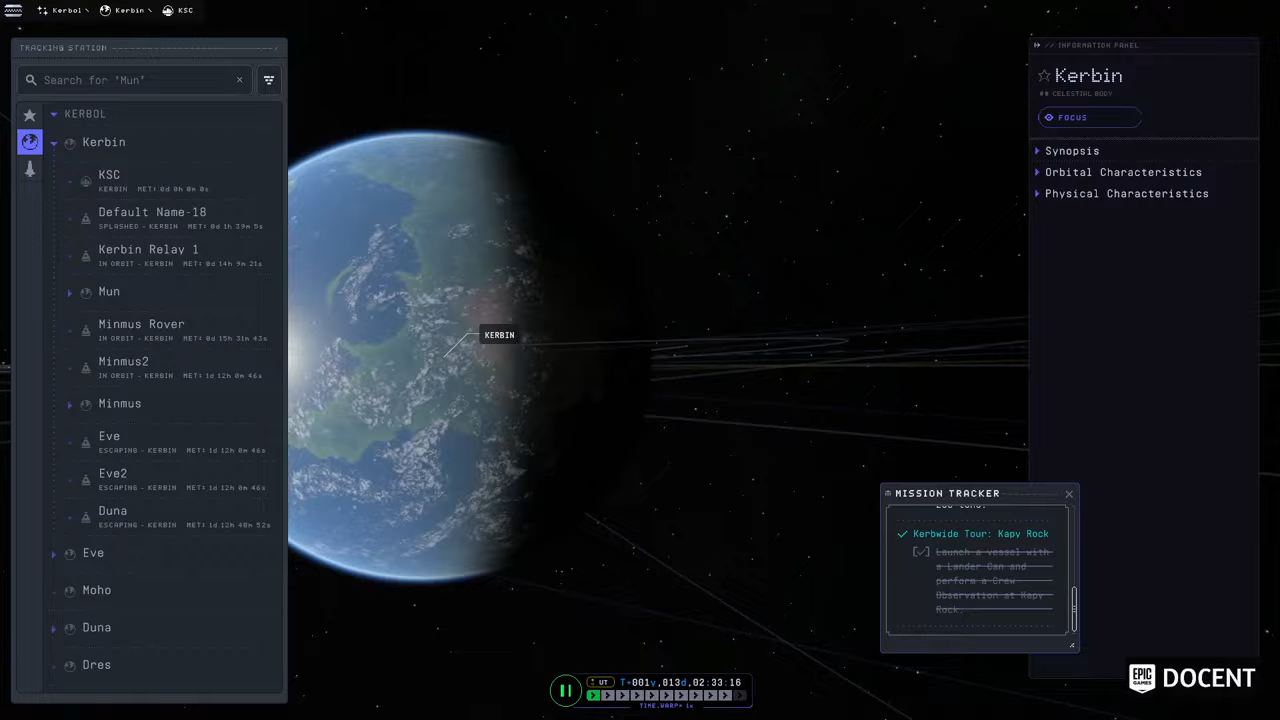 Kerbol
Kerbin
KSC
TRACKING STATION
Search for "Mun"
KERBOL
Kerbin
KSC
KERBIN MET: 0d 0h 0m 0s
Default Name-18
SPLASHED - KERBIN MET: 0d 1h 39m 5s
Kerbin Relay 1
IN ORBIT - KERBIN MET: 0d 14h 9m 21s
Mun
Minmus Rover
IN ORBIT - KERBIN MET: 0d 15h 31m 43s
Minmus2
IN ORBIT - KERBIN MET: 1d 12h 0m 46s
Minmus
Eve
ESCAPING - KERBIN MET: 1d 12h 0m 46s
Eve2
ESCAPING - KERBIN MET: 1d 12h 0m 46s
Duna
ESCAPING - KERBIN MET: 1d 12h 48m 52s
Eve
Moho
Duna
Dres
KERBIN
// INFORMATION PANEL
Kerbin
CELESTIAL BODY
FOCUS
Synopsis
Orbital Characteristics
Physical Characteristics
MISSION TRACKER
Kerbwide Tour: Kapy Rock
Launch a vessel with
a Lander Can and
perform a Crew
Observation at Kapy
Rock.
UT T+001y,013d,02:33:16
TIME.WARP= 1x
EPIC GAMES DOCENT